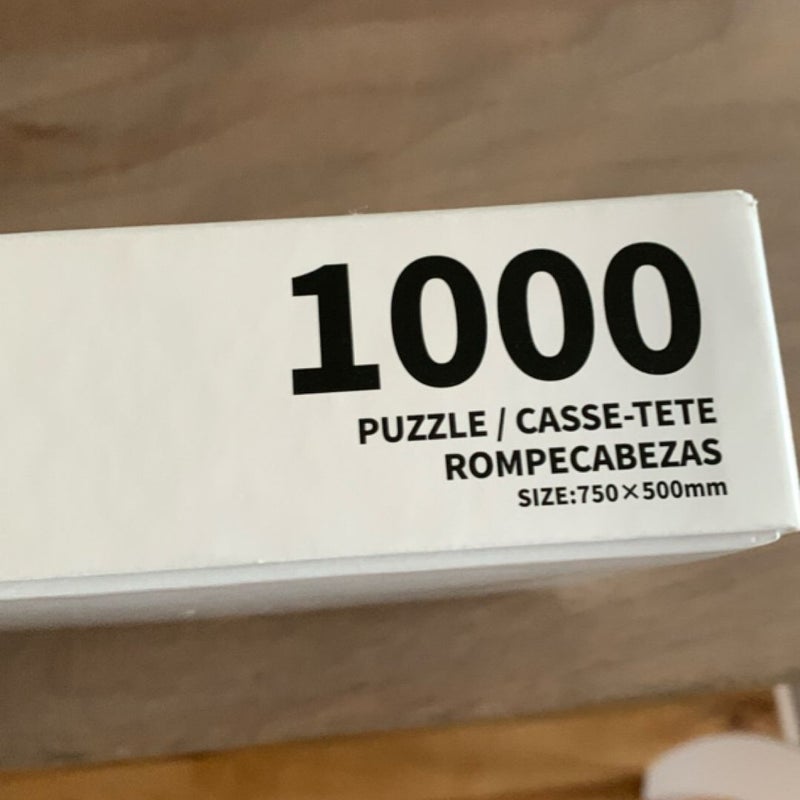 1000
PUZZLE / CASSE-TETE
ROMPECABEZAS
SIZE:750×500mm